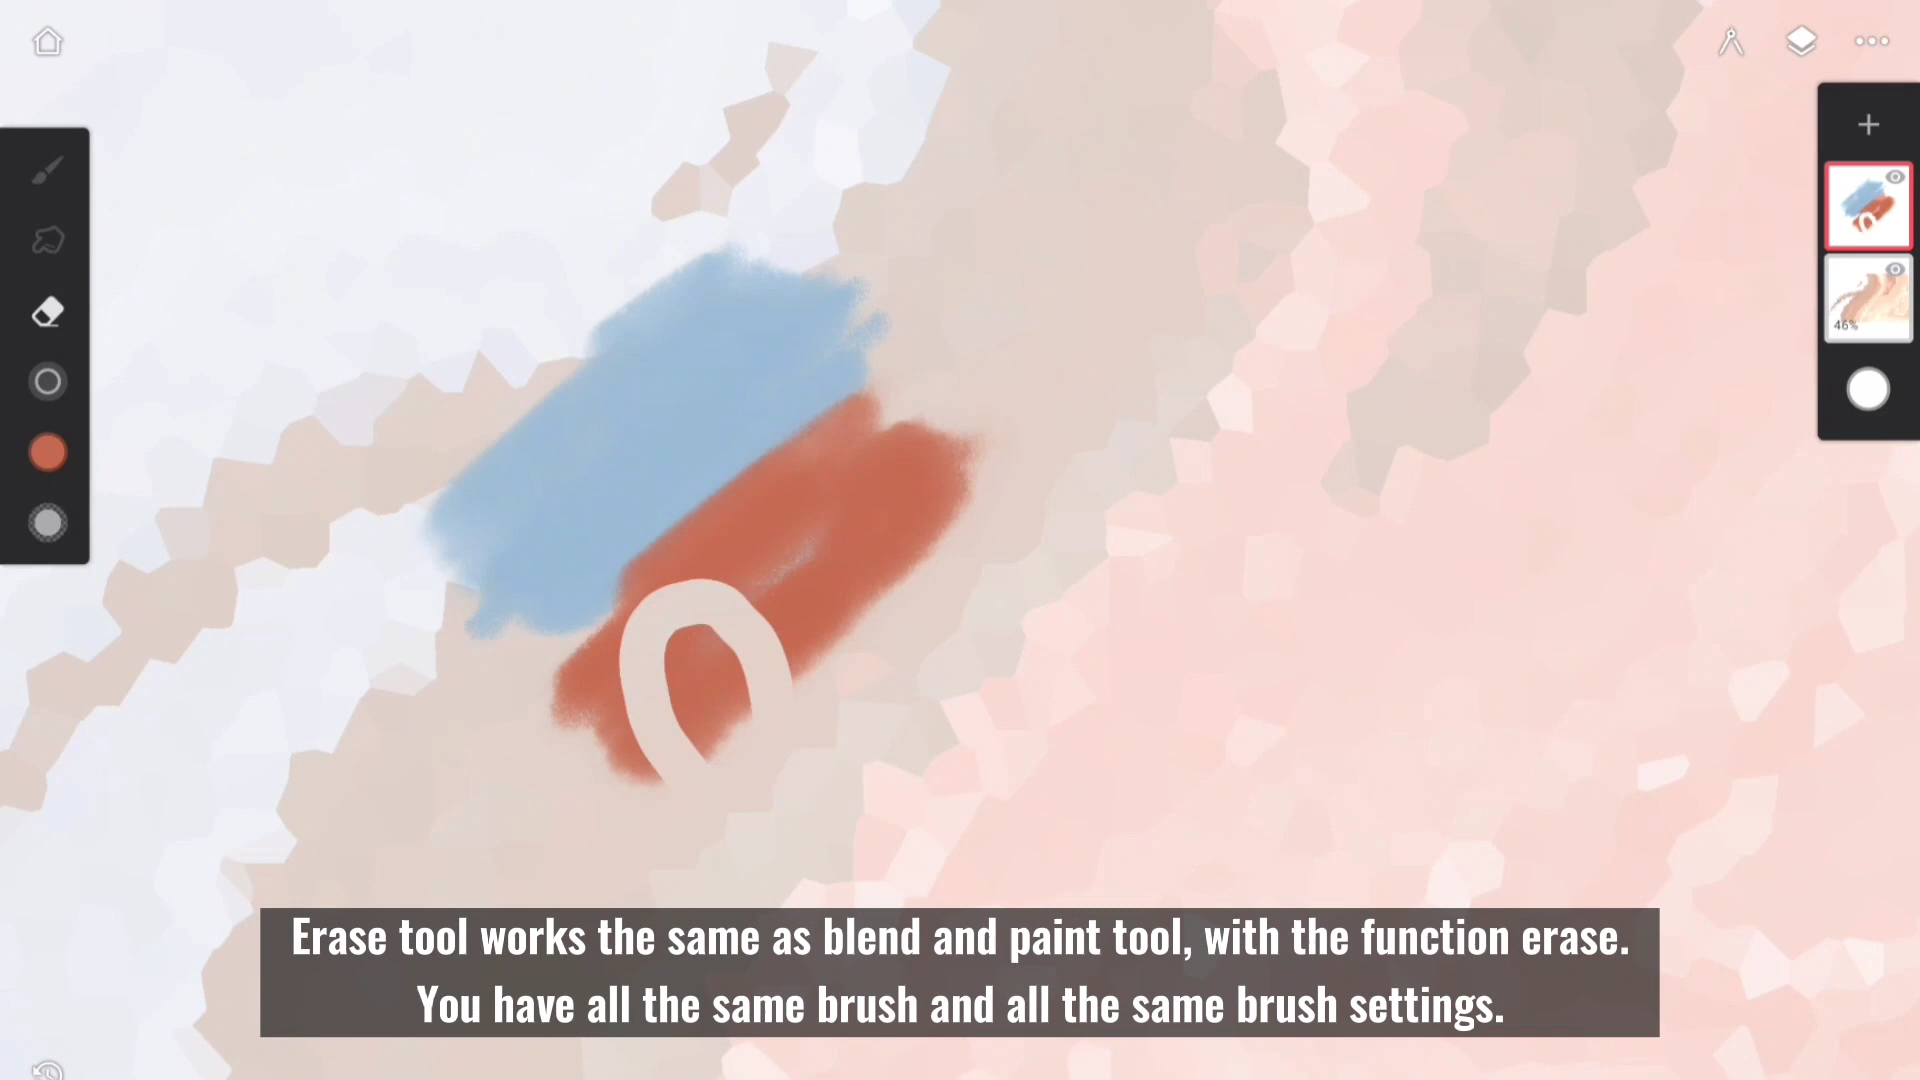 46%
Erase tool works the same as blend and paint tool, with the function erase.
You have all the same brush and all the same brush settings.